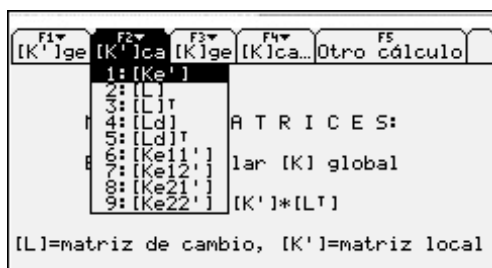 F1▾ F2▾ F3▾ F4▾ F5
[K']ge [K']ca [K]ge [K]ca… Otro cálculo
1:[Ke']
2:[L]
3:[L]ᵀ
4:[Ld]
5:[Ld]ᵀ
6:[Ke11']
7:[Ke12']
8:[Ke21']
9:[Ke22']
A T R I C E S:
lar [K] global
[K']*[Lᵀ]
[L]=matriz de cambio, [K']=matriz local